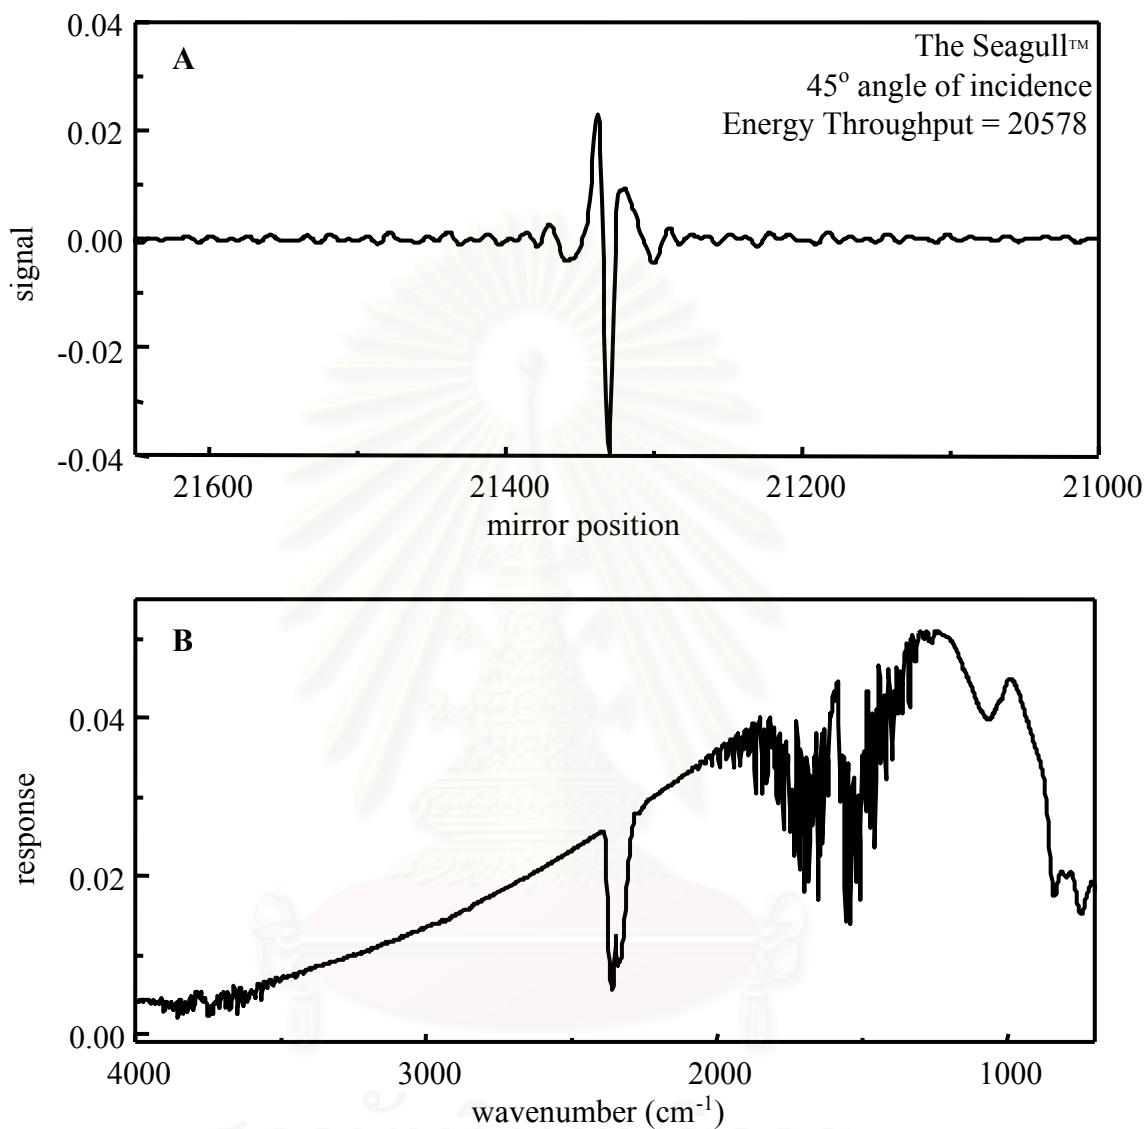 A
The Seagull™
45° angle of incidence
Energy Throughput = 20578
0.04
0.02
0.00
-0.02
-0.04
signal
21600 21400 21200 21000
mirror position
B
0.04
0.02
0.00
response
4000 3000 2000 1000
wavenumber (cm⁻¹)